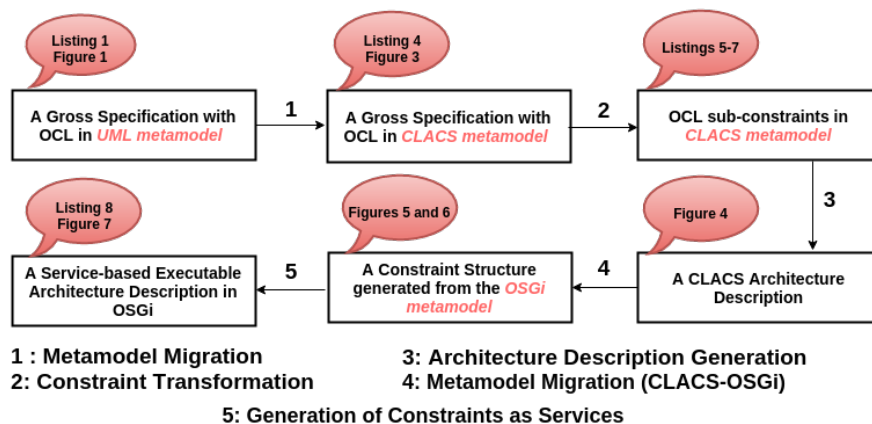 Listing 1
Figure 1
Listing 4
Figure 3
Listings 5-7
A Gross Specification with
OCL in UML metamodel
1
A Gross Specification with
OCL in CLACS metamodel
2
OCL sub-constraints in
CLACS metamodel
3
Listing 8
Figure 7
Figures 5 and 6
Figure 4
A Service-based Executable
Architecture Description in
OSGi
5
A Constraint Structure
generated from the OSGi
metamodel
4
A CLACS Architecture
Description
1 : Metamodel Migration
2: Constraint Transformation
3: Architecture Description Generation
4: Metamodel Migration (CLACS-OSGi)
5: Generation of Constraints as Services